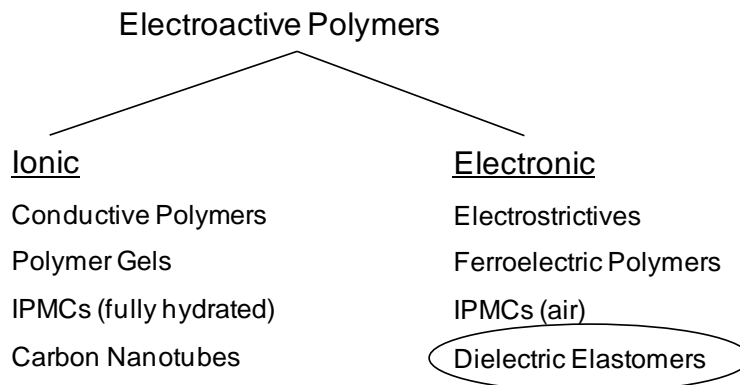 Electroactive Polymers
Ionic
Conductive Polymers
Polymer Gels
IPMCs (fully hydrated)
Carbon Nanotubes
Electronic
Electrostrictives
Ferroelectric Polymers
IPMCs (air)
Dielectric Elastomers